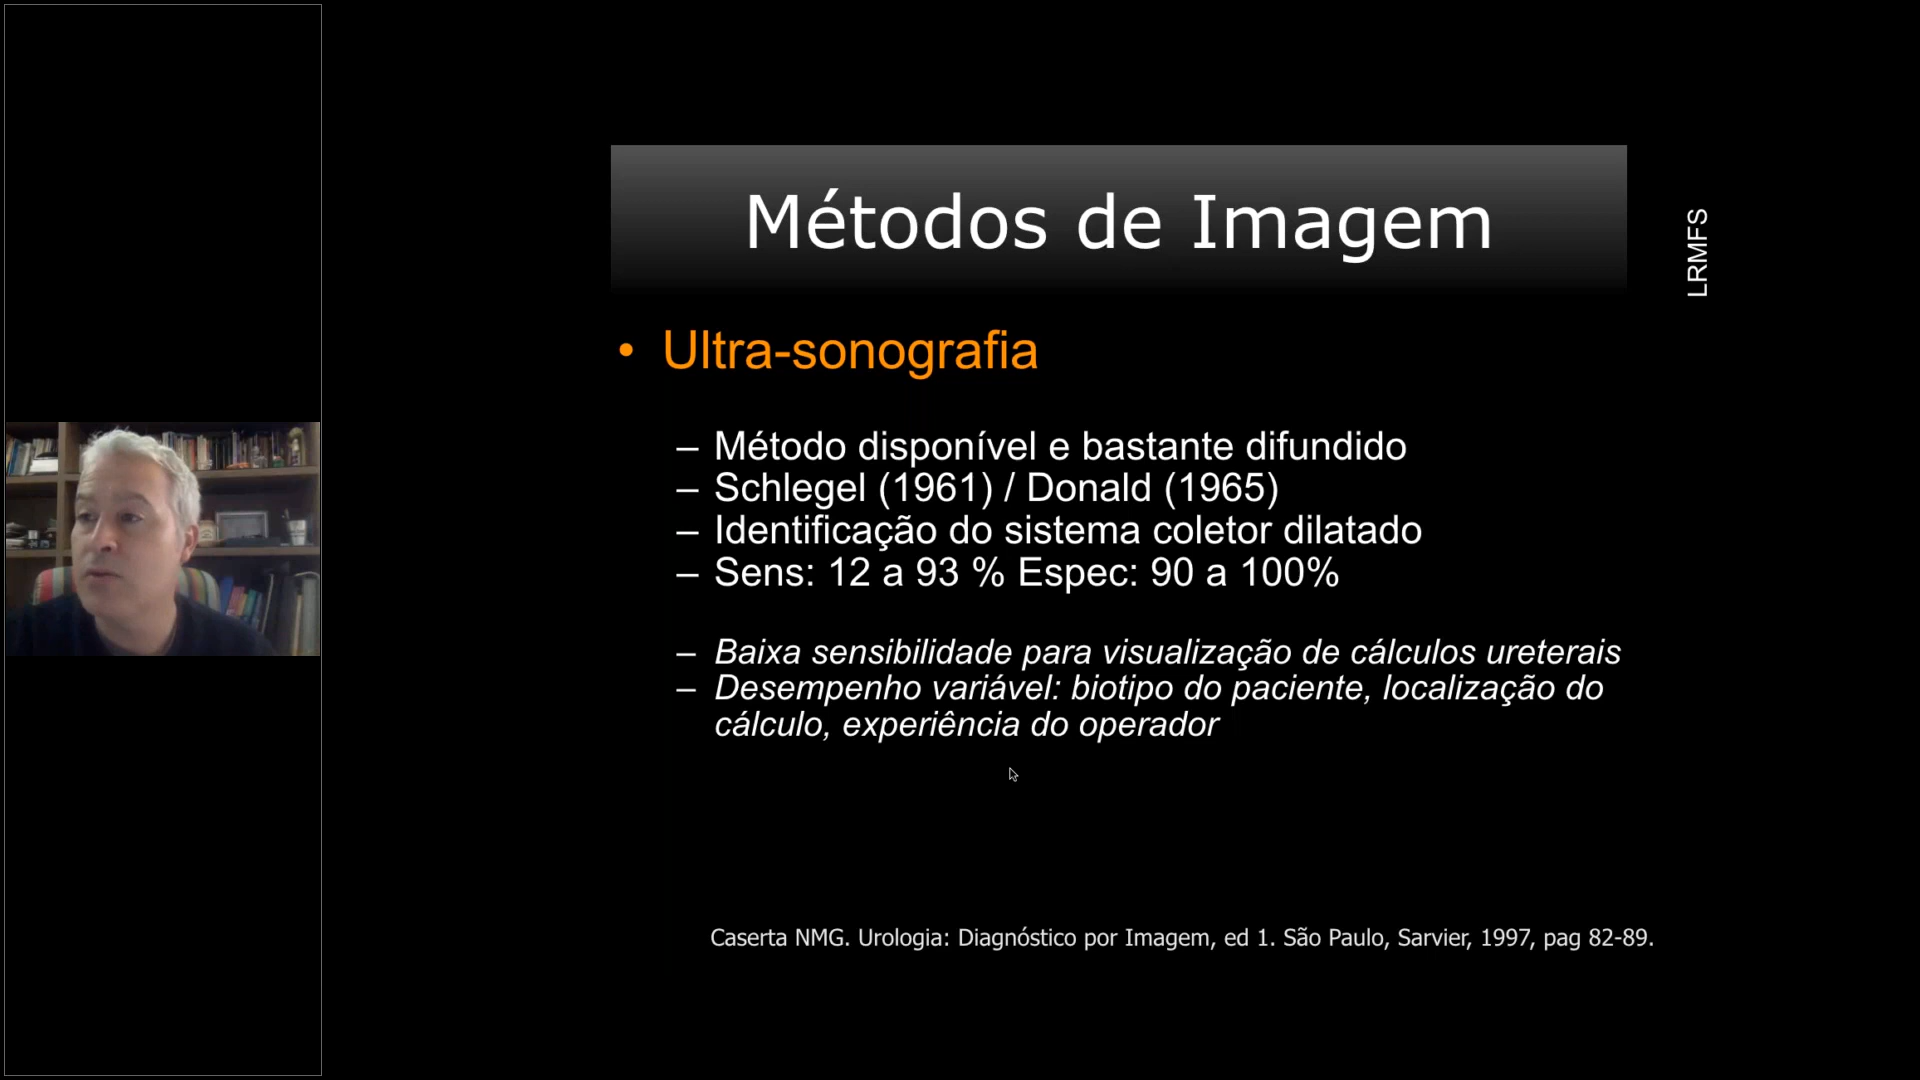 Métodos de Imagem
LRMFS
• Ultra-sonografia
– Método disponível e bastante difundido
– Schlegel (1961) / Donald (1965)
– Identificação do sistema coletor dilatado
– Sens: 12 a 93 % Espec: 90 a 100%
– Baixa sensibilidade para visualização de cálculos ureterais
– Desempenho variável: biotipo do paciente, localização do
cálculo, experiência do operador
Caserta NMG. Urologia: Diagnóstico por Imagem, ed 1. São Paulo, Sarvier, 1997, pag 82-89.